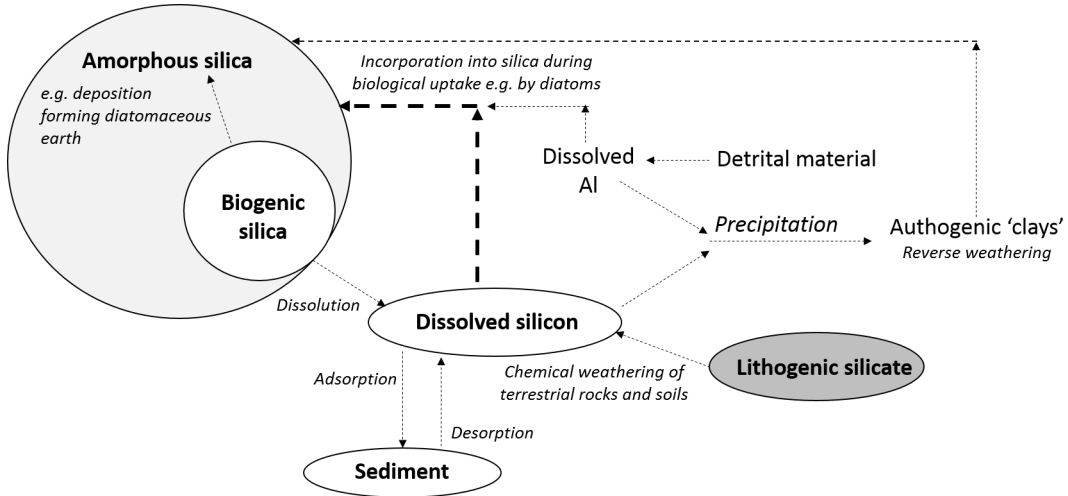 Amorphous silica
e.g. deposition
forming diatomaceous
earth
Biogenic
silica
Incorporation into silica during
biological uptake e.g. by diatoms
Dissolved
Al
Detrital material
Precipitation
Authogenic ‘clays’
Reverse weathering
Dissolution
Dissolved silicon
Lithogenic silicate
Chemical weathering of
terrestrial rocks and soils
Adsorption
Desorption
Sediment